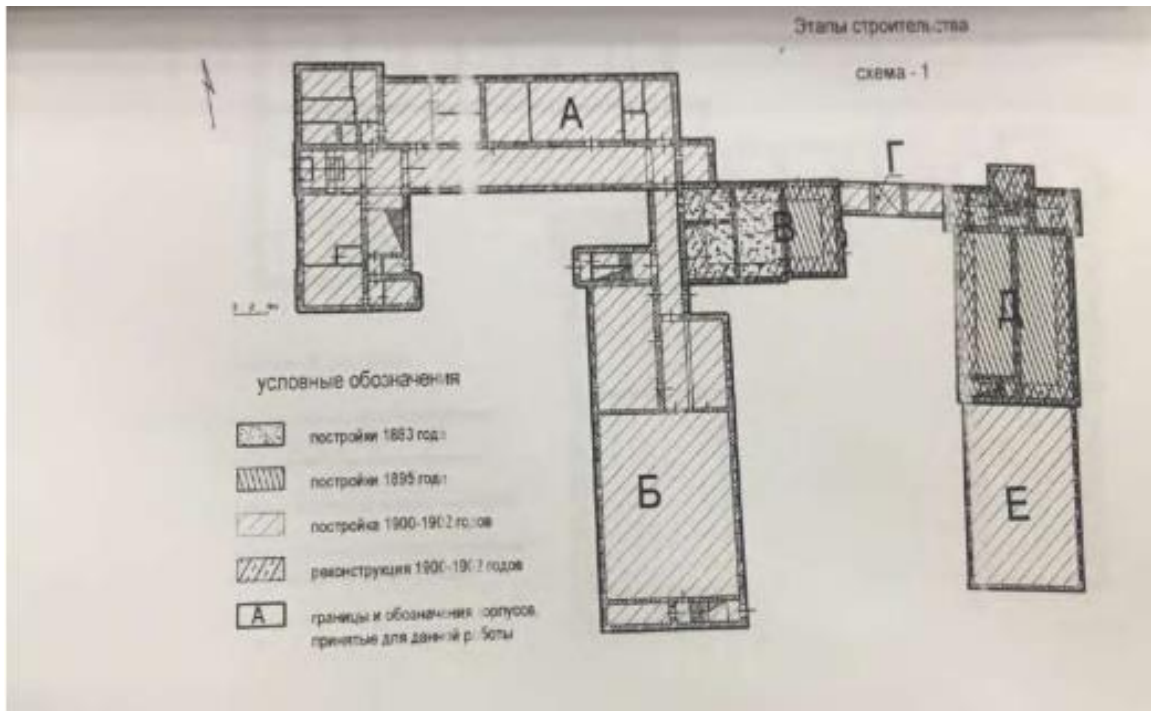 Этапы строительства
схема - 1
А
Г
В
Д
Б
Е
условные обозначения
постройки 1883 года
постройки 1895 года
постройка 1900-1902 годов
реконструкция 1900-1902 годов
А
границы и обозначения корпусов,
принятые для данной работы